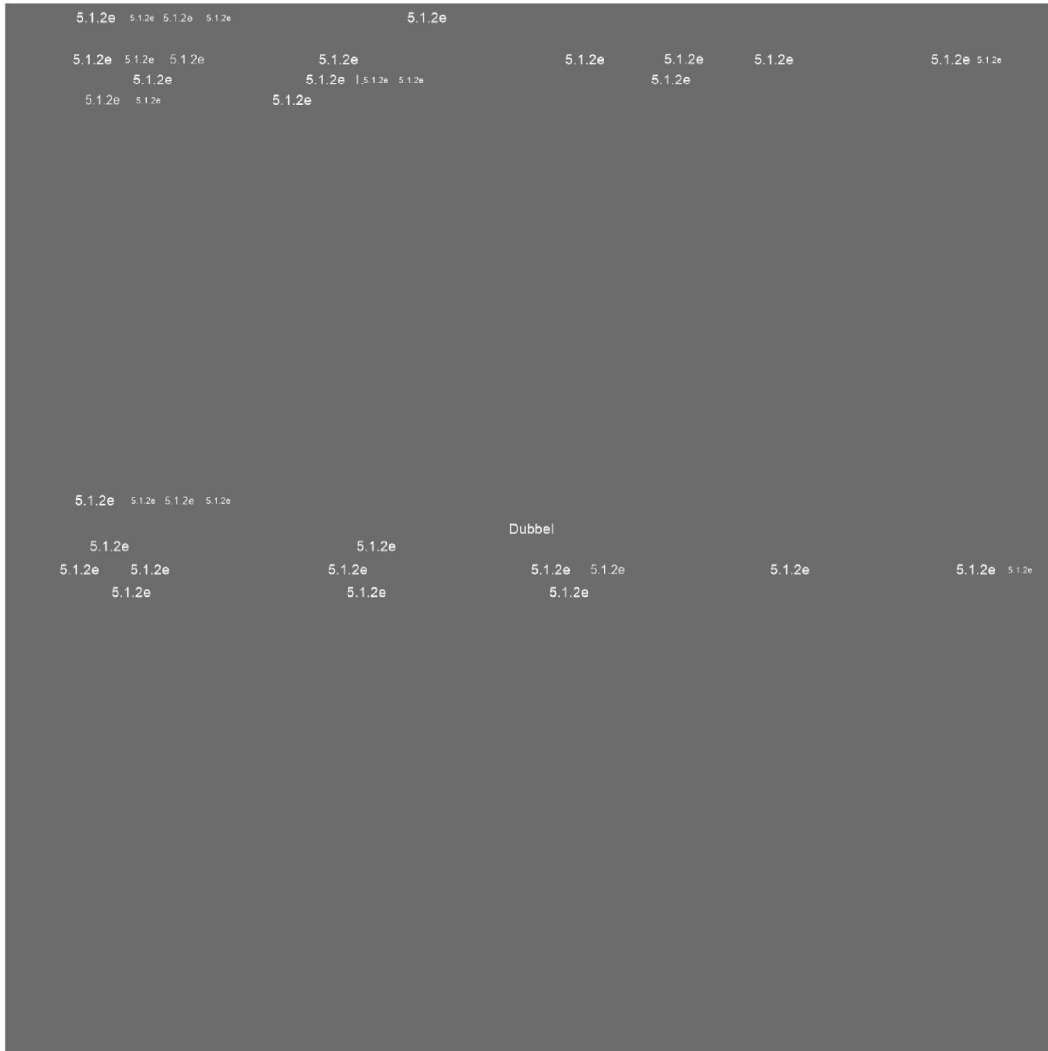 5.1.2e 5.1.2e 5.1.2e 5.1.2e 5.1.2e
5.1.2e 5.1.2e 5.1.2e 5.1.2e 5.1.2e 5.1.2e 5.1.2e 5.1.2e 5.1.2e
5.1.2e 5.1.2e 5.1.2e 5.1.2e 5.1.2e
5.1.2e 5.1.2e 5.1.2e
5.1.2e 5.1.2e 5.1.2e 5.1.2e
Dubbel
5.1.2e 5.1.2e
5.1.2e 5.1.2e 5.1.2e 5.1.2e 5.1.2e 5.1.2e 5.1.2e 5.1.2e
5.1.2e 5.1.2e 5.1.2e